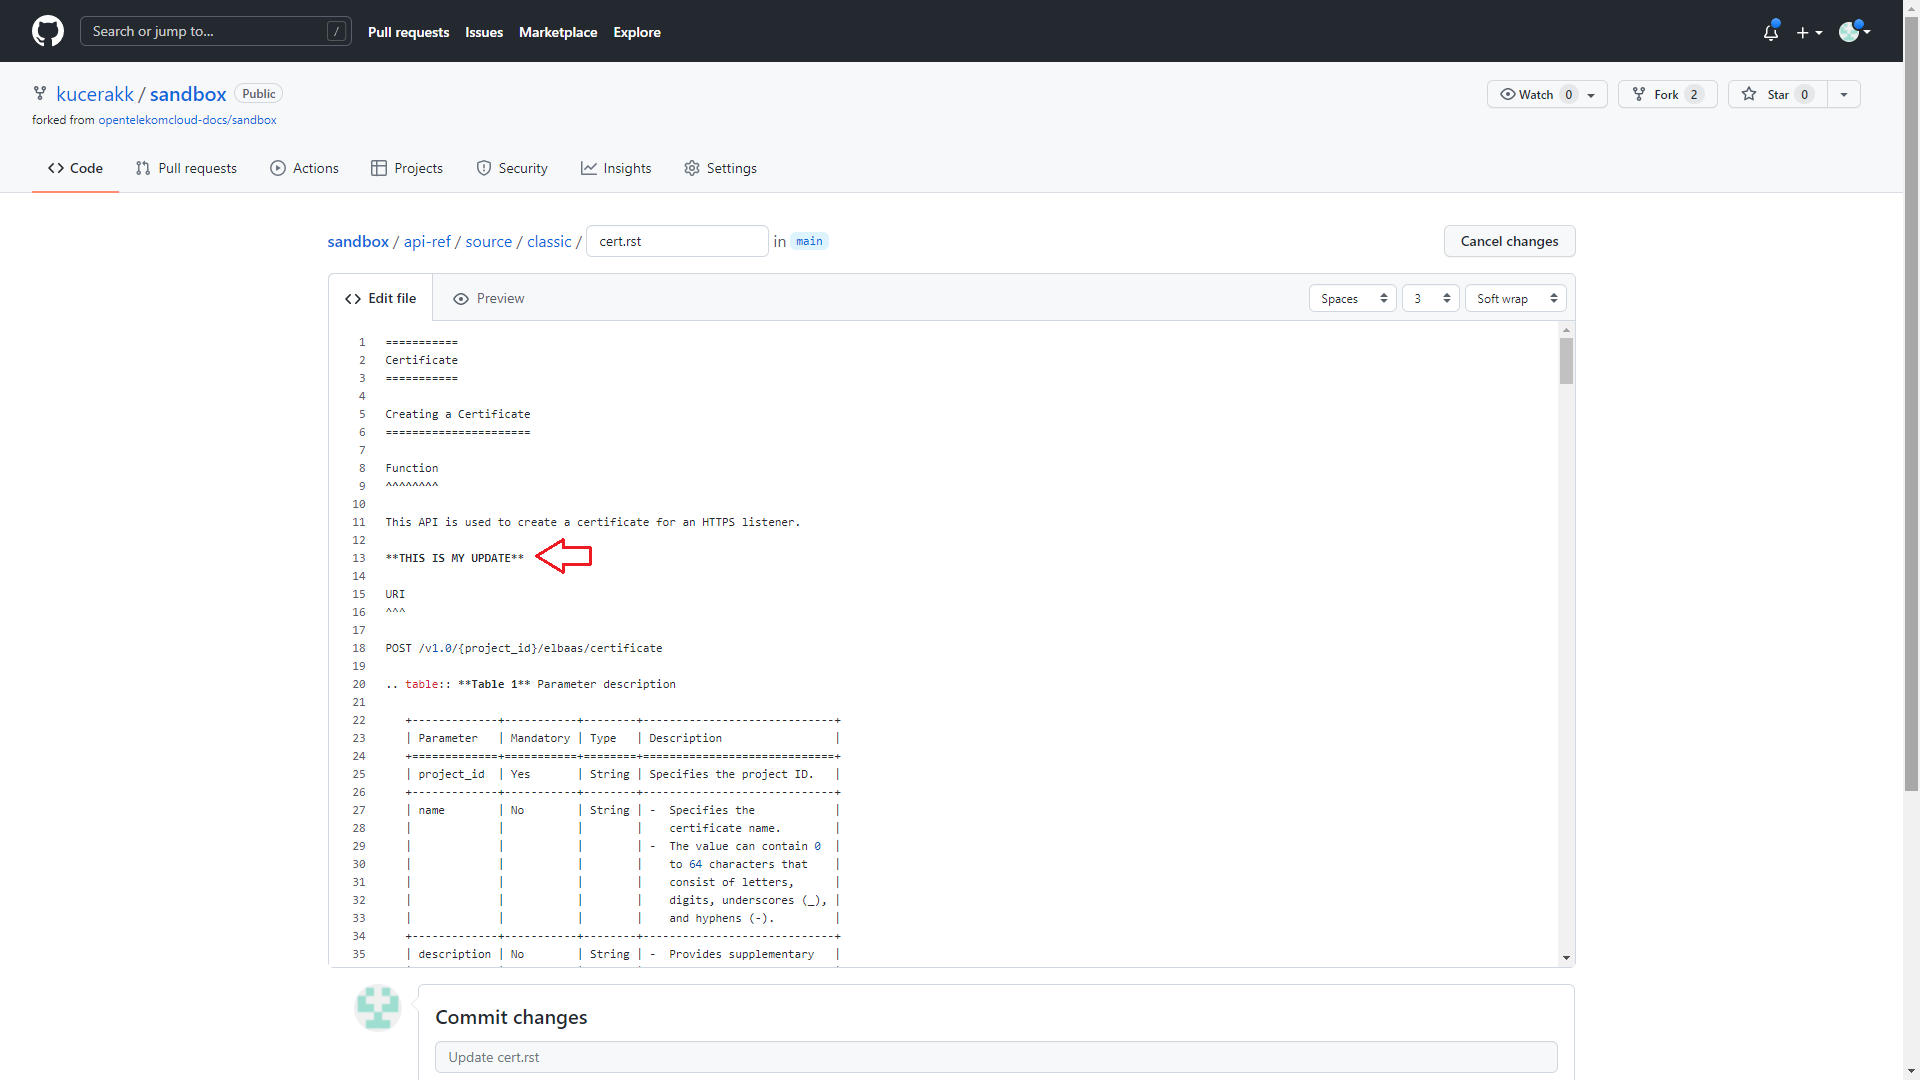 Search or jump to... /
Pull requests Issues Marketplace Explore
kucerakk / sandbox Public
Watch 0 Fork 2 Star 0
forked from opentelekomcloud-docs/sandbox
Code Pull requests Actions Projects Security Insights Settings
sandbox / api-ref / source / classic / cert.rst in main
Cancel changes
Edit file Preview
Spaces 3 Soft wrap
1 ===========
2 Certificate
3 ===========
4
5 Creating a Certificate
6 ======================
7
8 Function
9 ^^^^^^^^
10
11 This API is used to create a certificate for an HTTPS listener.
12
13 **THIS IS MY UPDATE**
14
15 URI
16 ^^^
17
18 POST /v1.0/{project_id}/elbaas/certificate
19
20 .. table:: **Table 1** Parameter description
21
22 +-------------+-----------+--------+-----------------------------+
23 | Parameter   | Mandatory | Type   | Description                 |
24 +=============+===========+========+=============================+
25 | project_id  | Yes       | String | Specifies the project ID.   |
26 +-------------+-----------+--------+-----------------------------+
27 | name        | No        | String | -  Specifies the            |
28 |             |           |        |    certificate name.        |
29 |             |           |        | -  The value can contain 0  |
30 |             |           |        |    to 64 characters that    |
31 |             |           |        |    consist of letters,      |
32 |             |           |        |    digits, underscores (_), |
33 |             |           |        |    and hyphens (-).         |
34 +-------------+-----------+--------+-----------------------------+
35 | description | No        | String | -  Provides supplementary   |
Commit changes
Update cert.rst